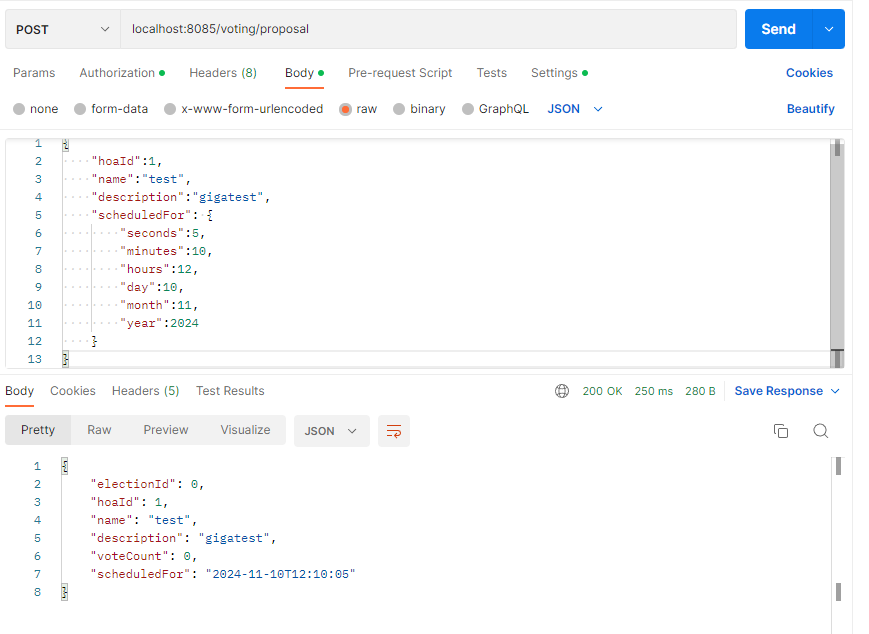 POST localhost:8085/voting/proposal Send
Params Authorization Headers (8) Body Pre-request Script Tests Settings Cookies
none form-data x-www-form-urlencoded raw binary GraphQL JSON Beautify
1 {
2 "hoaId":1,
3 "name":"test",
4 "description":"gigatest",
5 "scheduledFor": {
6 "seconds":5,
7 "minutes":10,
8 "hours":12,
9 "day":10,
10 "month":11,
11 "year":2024
12 }
13 }
Body Cookies Headers (5) Test Results 200 OK 250 ms 280 B Save Response
Pretty Raw Preview Visualize JSON
1 {
2 "electionId": 0,
3 "hoaId": 1,
4 "name": "test",
5 "description": "gigatest",
6 "voteCount": 0,
7 "scheduledFor": "2024-11-10T12:10:05"
8 }